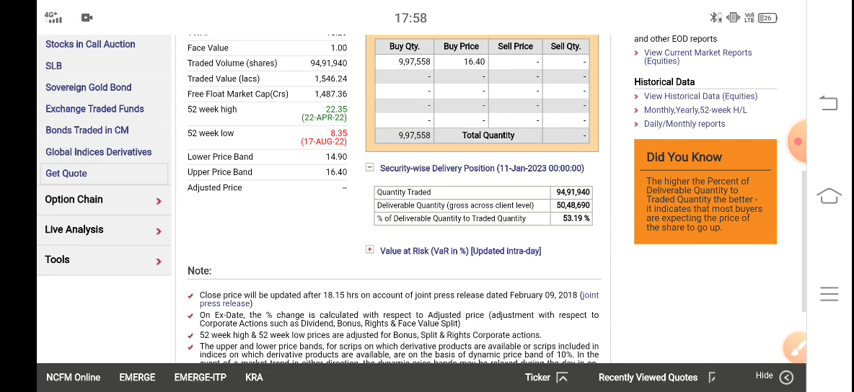 4G+
17:58
26
Stocks in Call Auction
SLB
Sovereign Gold Bond
Exchange Traded Funds
Bonds Traded in CM
Global Indices Derivatives
Get Quote
Option Chain
Live Analysis
Tools
Face Value 1.00
Traded Volume (shares) 94,91,940
Traded Value (lacs) 1,546.24
Free Float Market Cap(Crs) 1,487.36
52 week high 22.35
(22-APR-22)
52 week low 8.35
(17-AUG-22)
Lower Price Band 14.90
Upper Price Band 16.40
Adjusted Price –
Buy Qty. Buy Price Sell Price Sell Qty.
9,97,558 16.40 - -
- - - -
- - - -
- - - -
- - - -
9,97,558 Total Quantity -
Security-wise Delivery Position (11-Jan-2023 00:00:00)
Quantity Traded 94,91,940
Deliverable Quantity (gross across client level) 50,48,690
% of Deliverable Quantity to Traded Quantity 53.19 %
Value at Risk (VaR in %) [Updated intra-day]
Note:
Close price will be updated after 18.15 hrs on account of joint press release dated February 09, 2018 (joint
press release)
On Ex-Date, the % change is calculated with respect to Adjusted price (adjustment with respect to
Corporate Actions such as Dividend, Bonus, Rights & Face Value Split)
52 week high & 52 week low prices are adjusted for Bonus, Split & Rights Corporate actions.
The upper and lower price bands, for scrips on which derivative products are available or scrips included in
indices on which derivative products are available, are on the basis of dynamic price band of 10%. In the
and other EOD reports
View Current Market Reports
(Equities)
Historical Data
View Historical Data (Equities)
Monthly,Yearly,52-week H/L
Daily/Monthly reports
Did You Know
The higher the Percent of
Deliverable Quantity to
Traded Quantity the better -
it indicates that most buyers
are expecting the price of
the share to go up.
NCFM Online EMERGE EMERGE-ITP KRA Ticker Recently Viewed Quotes Hide